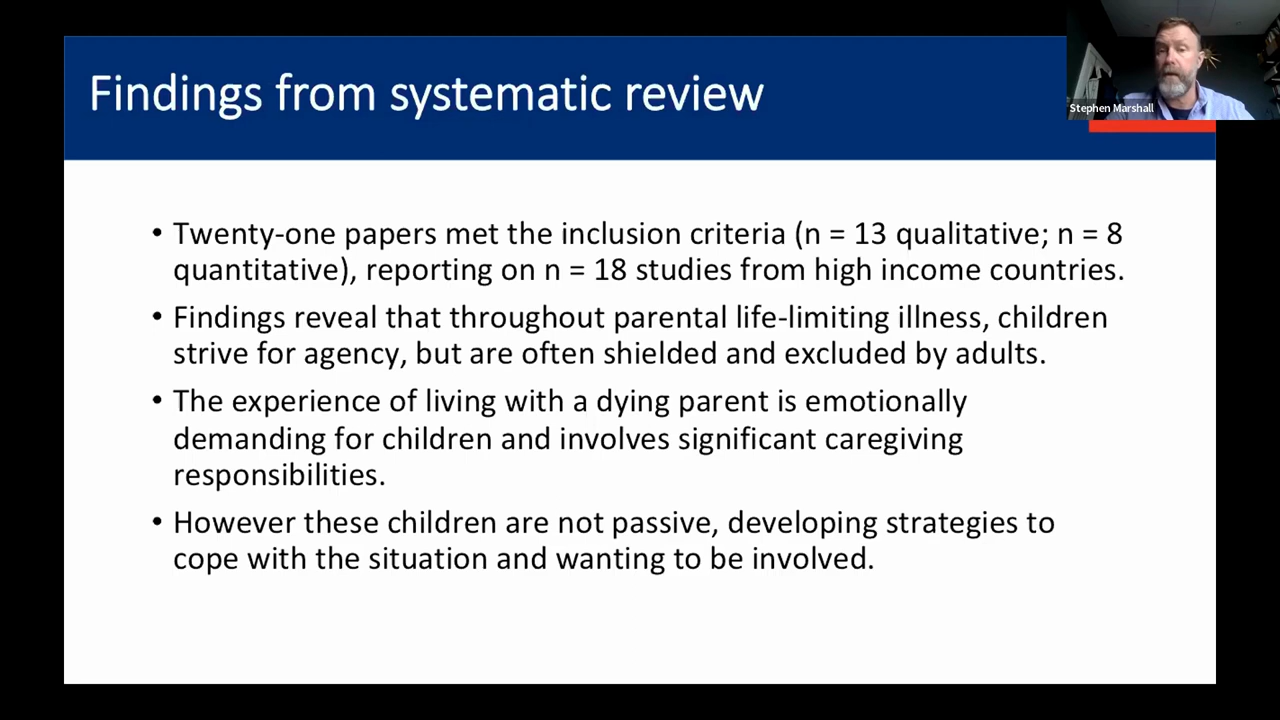 Findings from systematic review
Stephen Marshall
• Twenty-one papers met the inclusion criteria (n = 13 qualitative; n = 8
quantitative), reporting on n = 18 studies from high income countries.
• Findings reveal that throughout parental life-limiting illness, children
strive for agency, but are often shielded and excluded by adults.
• The experience of living with a dying parent is emotionally
demanding for children and involves significant caregiving
responsibilities.
• However these children are not passive, developing strategies to
cope with the situation and wanting to be involved.